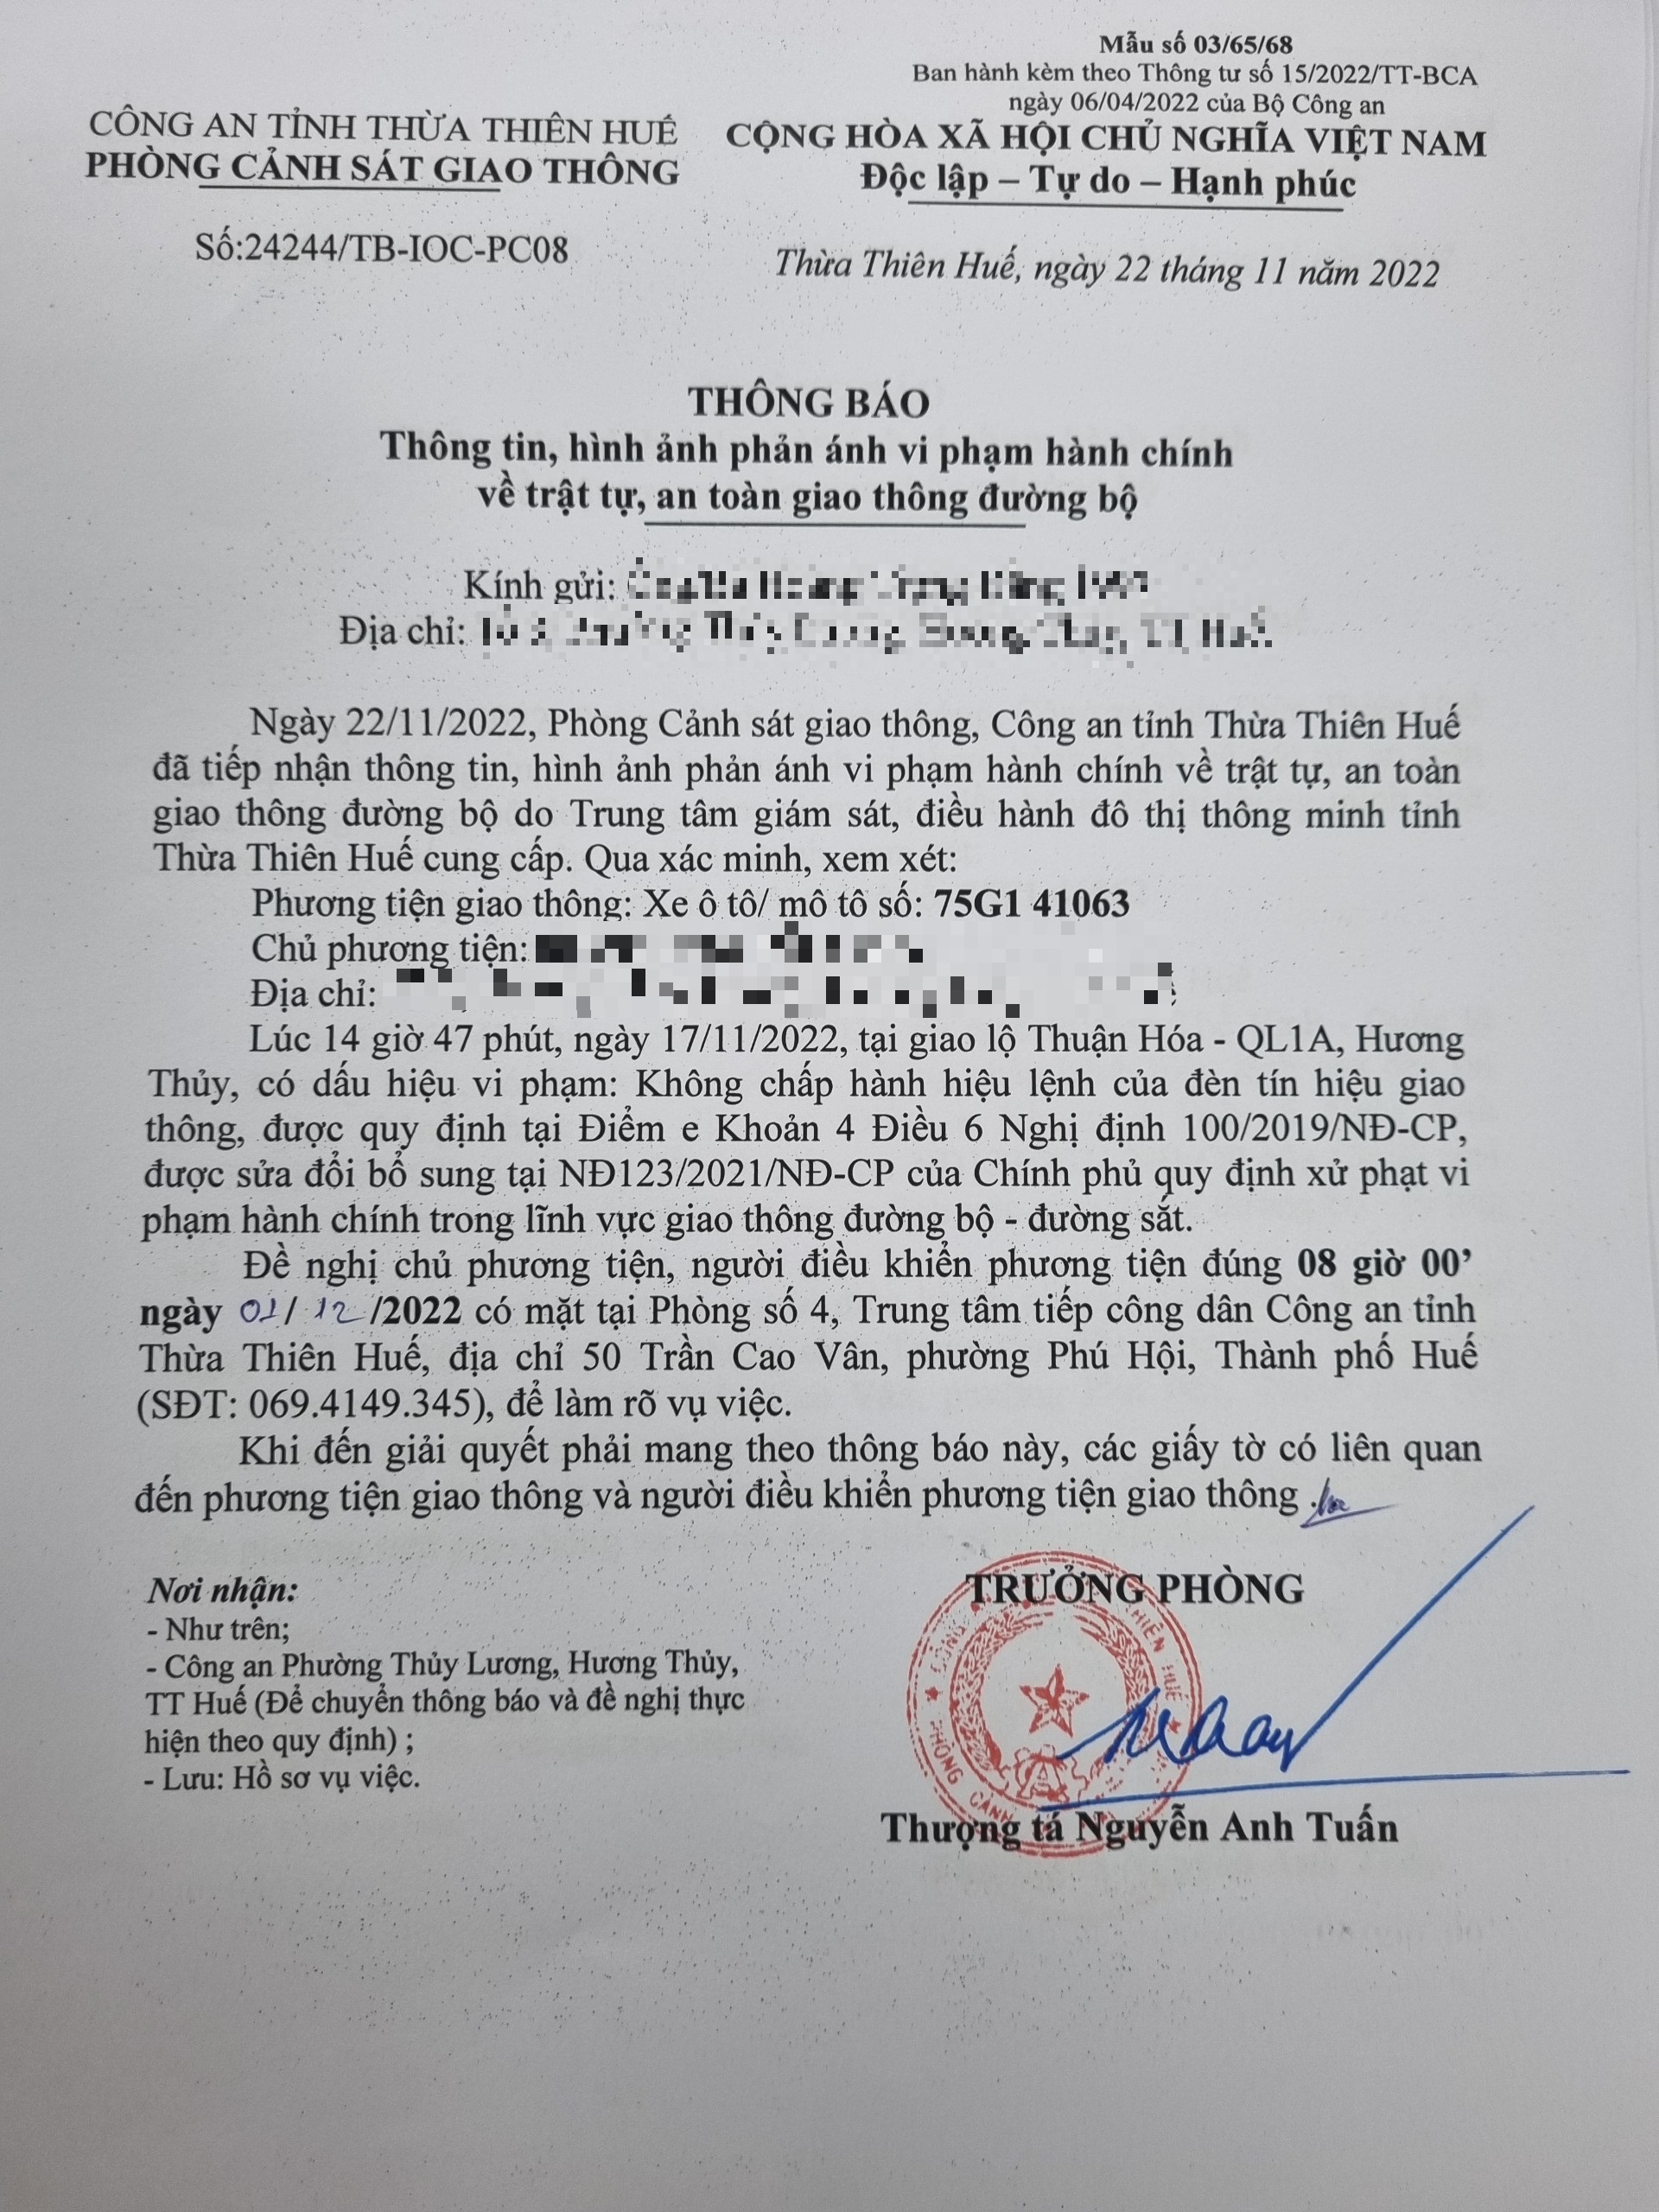 Mẫu số 03/65/68
Ban hành kèm theo Thông tư số 15/2022/TT-BCA
ngày 06/04/2022 của Bộ Công an
CÔNG AN TỈNH THỪA THIÊN HUẾ
PHÒNG CẢNH SÁT GIAO THÔNG
CỘNG HÒA XÃ HỘI CHỦ NGHĨA VIỆT NAM
Độc lập – Tự do – Hạnh phúc
Số:24244/TB-IOC-PC08
Thừa Thiên Huế, ngày 22 tháng 11 năm 2022
THÔNG BÁO
Thông tin, hình ảnh phản ánh vi phạm hành chính
về trật tự, an toàn giao thông đường bộ
Kính gửi:
Địa chỉ:
Ngày 22/11/2022, Phòng Cảnh sát giao thông, Công an tỉnh Thừa Thiên Huế
đã tiếp nhận thông tin, hình ảnh phản ánh vi phạm hành chính về trật tự, an toàn
giao thông đường bộ do Trung tâm giám sát, điều hành đô thị thông minh tỉnh
Thừa Thiên Huế cung cấp. Qua xác minh, xem xét:
Phương tiện giao thông: Xe ô tô/ mô tô số: 75G1 41063
Chủ phương tiện:
Địa chỉ:
Lúc 14 giờ 47 phút, ngày 17/11/2022, tại giao lộ Thuận Hóa - QL1A, Hương
Thủy, có dấu hiệu vi phạm: Không chấp hành hiệu lệnh của đèn tín hiệu giao
thông, được quy định tại Điểm e Khoản 4 Điều 6 Nghị định 100/2019/NĐ-CP,
được sửa đổi bổ sung tại NĐ123/2021/NĐ-CP của Chính phủ quy định xử phạt vi
phạm hành chính trong lĩnh vực giao thông đường bộ - đường sắt.
Đề nghị chủ phương tiện, người điều khiển phương tiện đúng 08 giờ 00’
ngày 01/ 12 /2022 có mặt tại Phòng số 4, Trung tâm tiếp công dân Công an tỉnh
Thừa Thiên Huế, địa chỉ 50 Trần Cao Vân, phường Phú Hội, Thành phố Huế
(SĐT: 069.4149.345), để làm rõ vụ việc.
Khi đến giải quyết phải mang theo thông báo này, các giấy tờ có liên quan
đến phương tiện giao thông và người điều khiển phương tiện giao thông .
Nơi nhận:
- Như trên;
- Công an Phường Thủy Lương, Hương Thủy,
TT Huế (Để chuyển thông báo và đề nghị thực
hiện theo quy định) ;
- Lưu: Hồ sơ vụ việc.
TRƯỞNG PHÒNG
Thượng tá Nguyễn Anh Tuấn